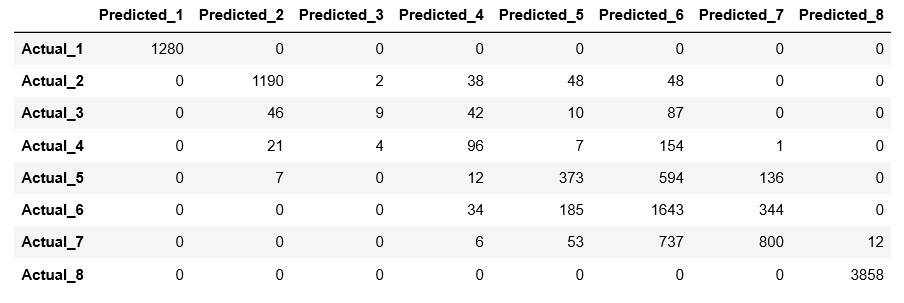 Predicted_1 Predicted_2 Predicted_3 Predicted_4 Predicted_5 Predicted_6 Predicted_7 Predicted_8
Actual_1 1280 0 0 0 0 0 0 0
Actual_2 0 1190 2 38 48 48 0 0
Actual_3 0 46 9 42 10 87 0 0
Actual_4 0 21 4 96 7 154 1 0
Actual_5 0 7 0 12 373 594 136 0
Actual_6 0 0 0 34 185 1643 344 0
Actual_7 0 0 0 6 53 737 800 12
Actual_8 0 0 0 0 0 0 0 3858